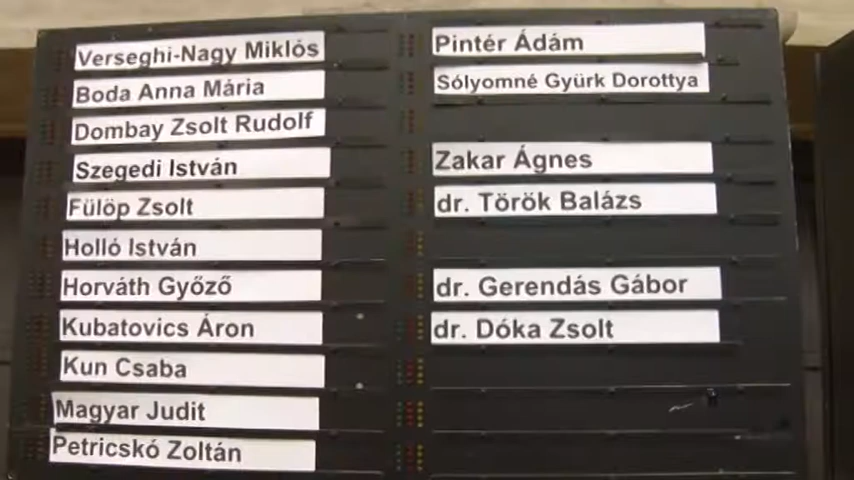 Verseghi-Nagy Miklós
Boda Anna Mária
Dombay Zsolt Rudolf
Szegedi István
Fülöp Zsolt
Holló István
Horváth Győző
Kubatovics Áron
Kun Csaba
Magyar Judit
Petricskó Zoltán
Pintér Ádám
Sólyomné Gyürk Dorottya
Zakar Ágnes
dr. Török Balázs
dr. Gerendás Gábor
dr. Dóka Zsolt